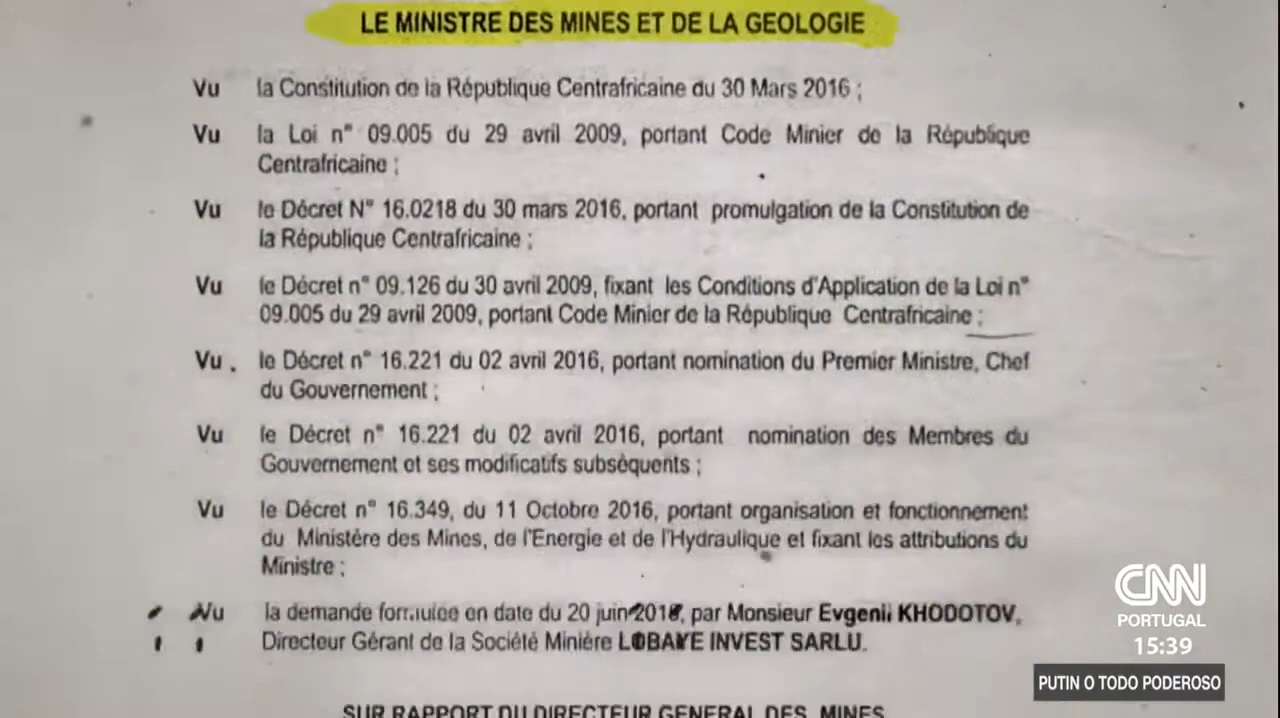 LE MINISTRE DES MINES ET DE LA GEOLOGIE
Vu la Constitution de la République Centrafricaine du 30 Mars 2016 ;
Vu la Loi n° 09.005 du 29 avril 2009, portant Code Minier de la République
Centrafricaine ;
Vu le Décret N° 16.0218 du 30 mars 2016, portant promulgation de la Constitution de
la République Centrafricaine ;
Vu le Décret n° 09.126 du 30 avril 2009, fixant les Conditions d'Application de la Loi n°
09.005 du 29 avril 2009, portant Code Minier de la République Centrafricaine ;
Vu le Décret n° 16.221 du 02 avril 2016, portant nomination du Premier Ministre, Chef
du Gouvernement ;
Vu le Décret n° 16.221 du 02 avril 2016, portant nomination des Membres du
Gouvernement et ses modificatifs subséquents ;
Vu le Décret n° 16.349, du 11 Octobre 2016, portant organisation et fonctionnement
du Ministère des Mines, de l'Energie et de l'Hydraulique et fixant les attributions du
Ministre ;
Vu la demande formulée en date du 20 juin 2018, par Monsieur Evgenii KHODOTOV,
Directeur Gérant de la Société Minière LOBAYE INVEST SARLU.
SUR RAPPORT DU DIRECTEUR GENERAL DES MINES
CNN
PORTUGAL
15:39
PUTIN O TODO PODEROSO